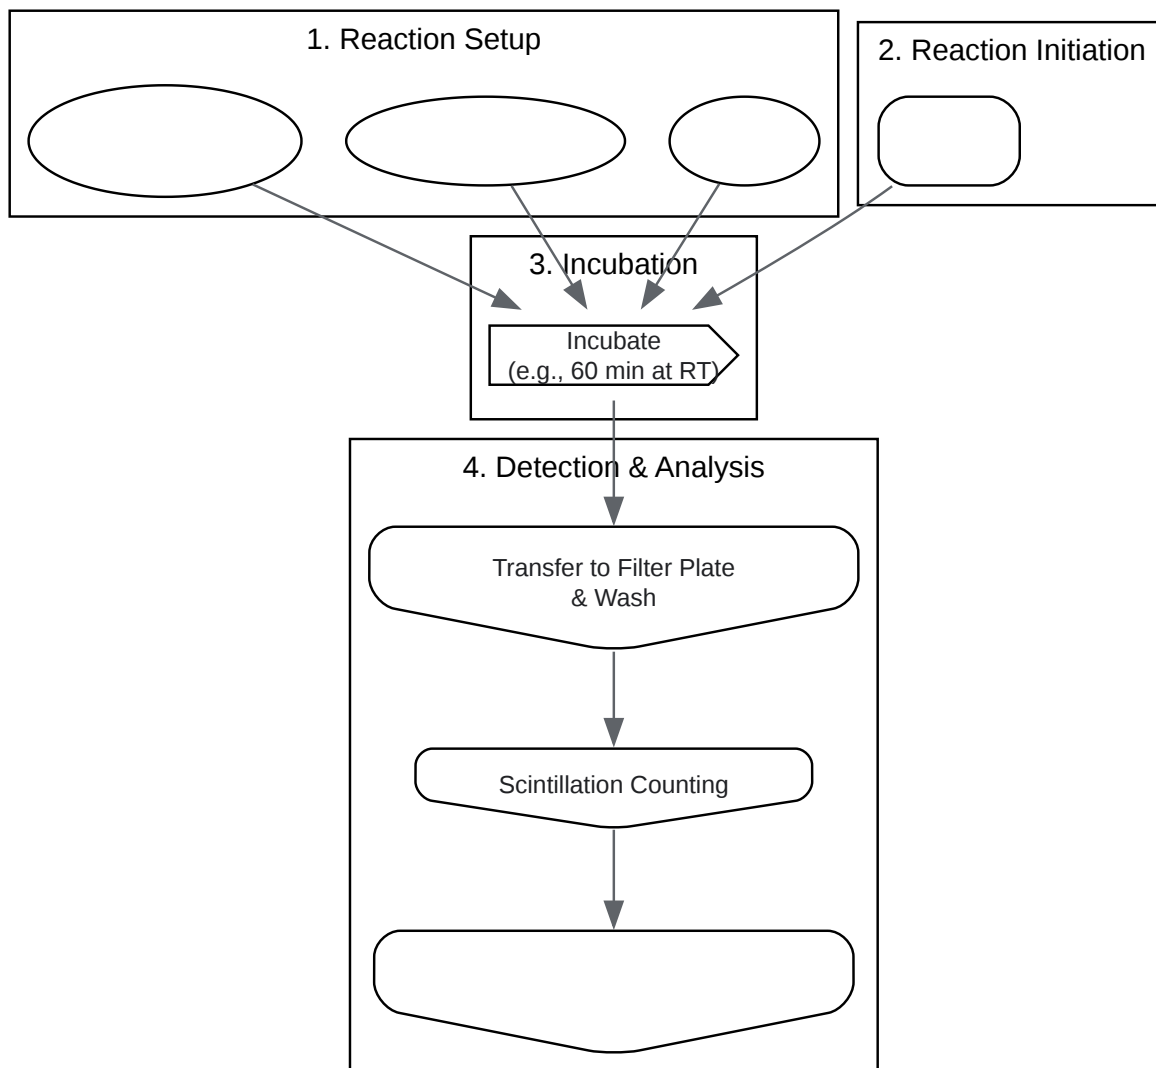 1. Reaction Setup
2. Reaction Initiation
3. Incubation
Incubate
(e.g., 60 min at RT)
4. Detection & Analysis
Transfer to Filter Plate
& Wash
Scintillation Counting